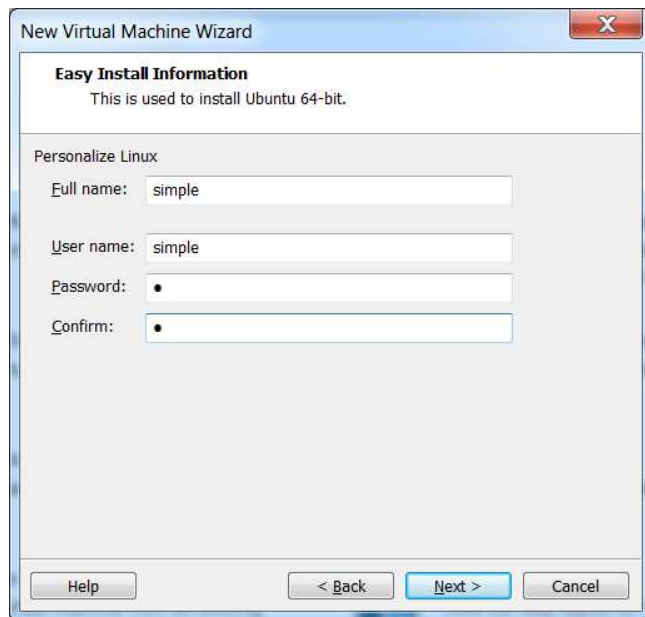 New Virtual Machine Wizard
X
Easy Install Information
This is used to install Ubuntu 64-bit.
Personalize Linux
Full name: simple
User name: simple
Password: •
Confirm: •
Help < Back Next > Cancel